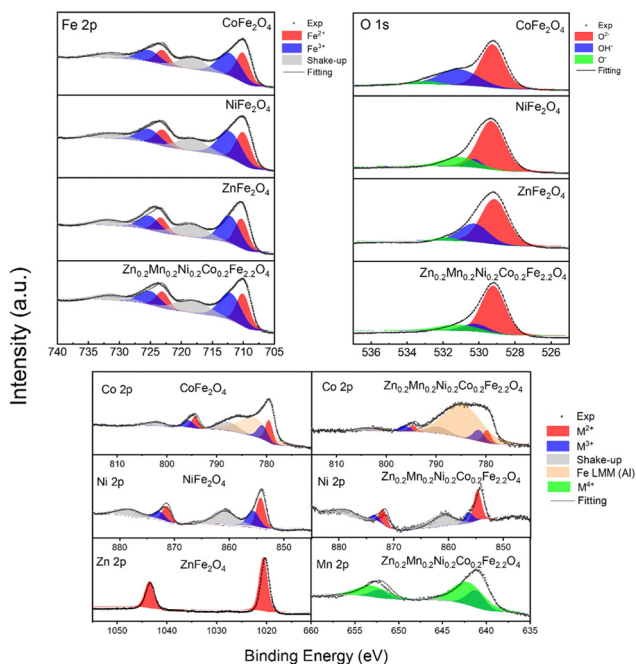 Fe 2p
CoFe2O4
Exp
Fe2+
Fe3+
Shake-up
Fitting
NiFe2O4
ZnFe2O4
Zn0.2Mn0.2Ni0.2Co0.2Fe2.2O4
740 735 730 725 720 715 710 705
O 1s
CoFe2O4
Exp
O2-
OH-
O-
Fitting
NiFe2O4
ZnFe2O4
Zn0.2Mn0.2Ni0.2Co0.2Fe2.2O4
536 534 532 530 528 526
Intensity (a.u.)
Co 2p CoFe2O4
810 800 790 780
Ni 2p NiFe2O4
880 870 860 850
Zn 2p ZnFe2O4
1050 1040 1030 1020
Co 2p Zn0.2Mn0.2Ni0.2Co0.2Fe2.2O4
810 800 790 780
Ni 2p Zn0.2Mn0.2Ni0.2Co0.2Fe2.2O4
880 870 860 850
Mn 2p Zn0.2Mn0.2Ni0.2Co0.2Fe2.2O4
660 655 650 645 640 635
Exp
M2+
M3+
Shake-up
Fe LMM (Al)
M4+
Fitting
Binding Energy (eV)